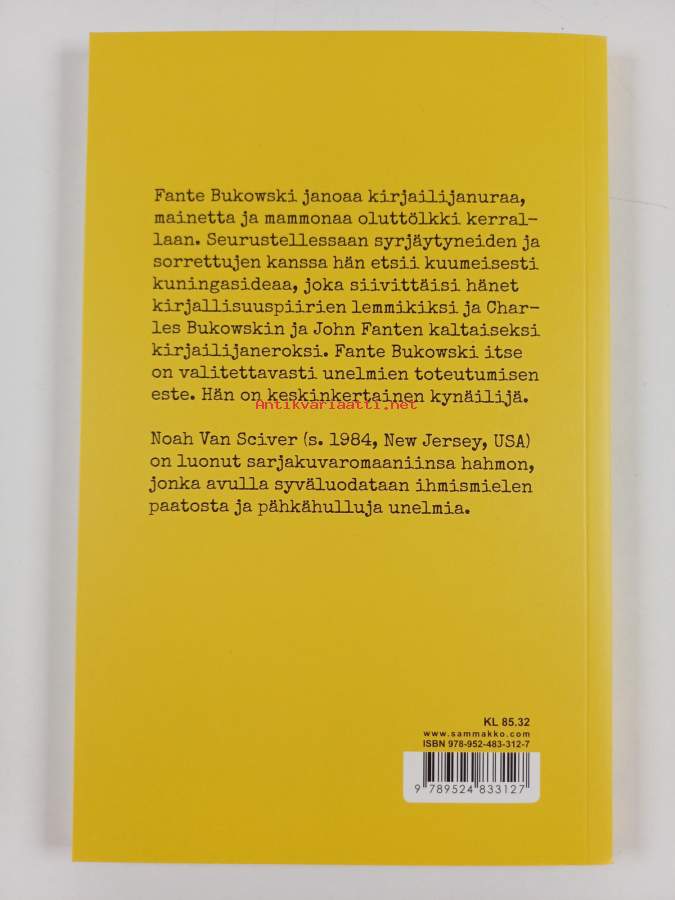 Fante Bukowski janoaa kirjailijanuraa,
mainetta ja mammonaa oluttölkki kerral-
laan. Seurustellessaan syrjäytyneiden ja
sorrettujen kanssa hän etsii kuumeisesti
kuningasideaa, joka siivittäisi hänet
kirjallisuuspiirien lemmikiksi ja Char-
les Bukowskin ja John Fanten kaltaiseksi
kirjailijaneroksi. Fante Bukowski itse
on valitettavasti unelmien toteutumisen
este. Hän on keskinkertainen kynäilijä.
Antikvariaatti.net
Noah Van Sciver (s. 1984, New Jersey, USA)
on luonut sarjakuvaromaaniinsa hahmon,
jonka avulla syväluodataan ihmismielen
paatosta ja pähkähulluja unelmia.
KL 85.32
www.sammakko.com
ISBN 978-952-483-312-7
9 789524 833127